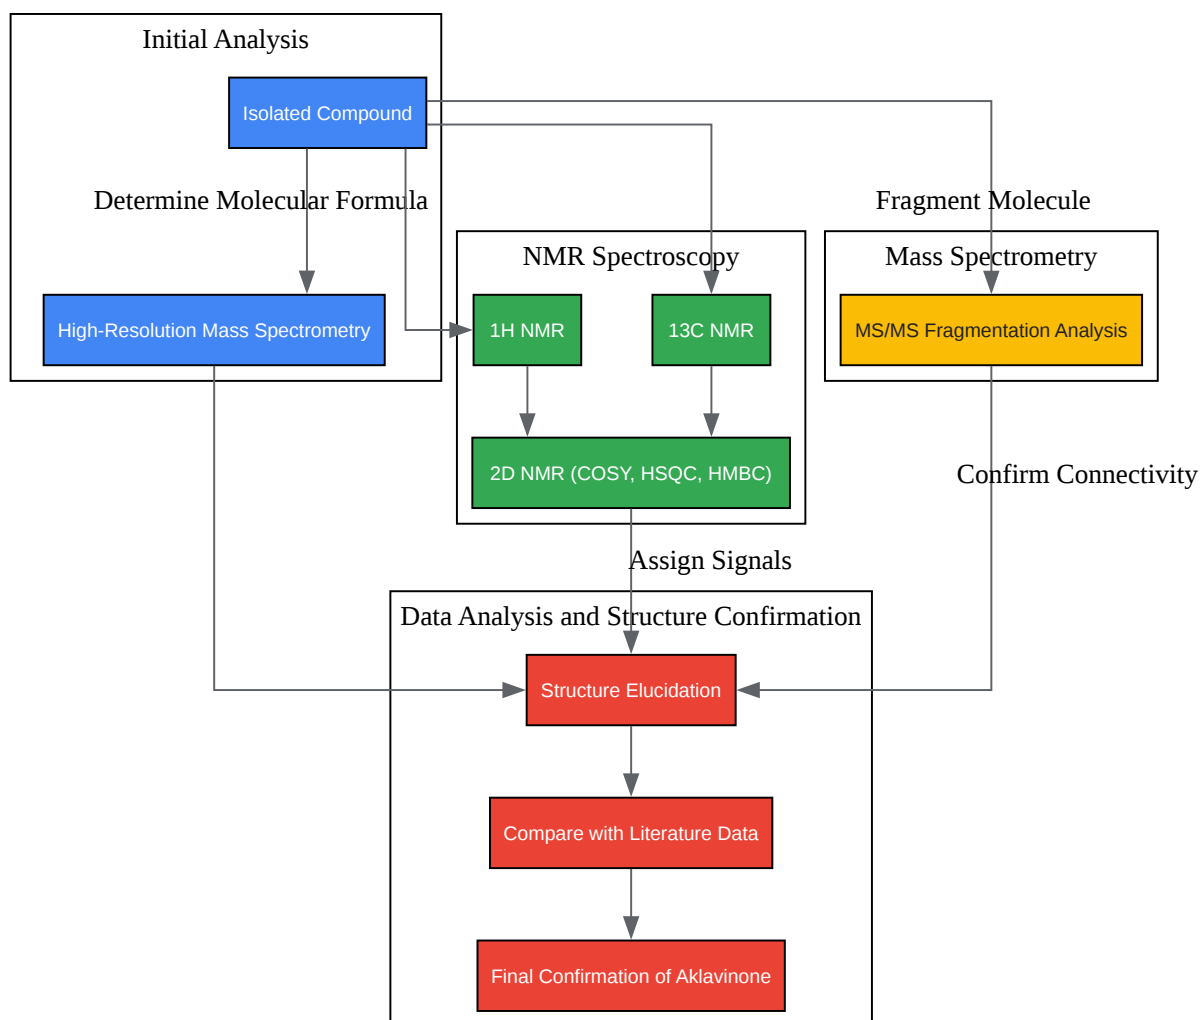 Initial Analysis
Isolated Compound
Determine Molecular Formula
Fragment Molecule
NMR Spectroscopy
Mass Spectrometry
High-Resolution Mass Spectrometry
1H NMR
13C NMR
MS/MS Fragmentation Analysis
2D NMR (COSY, HSQC, HMBC)
Confirm Connectivity
Assign Signals
Data Analysis and Structure Confirmation
Structure Elucidation
Compare with Literature Data
Final Confirmation of Aklavinone